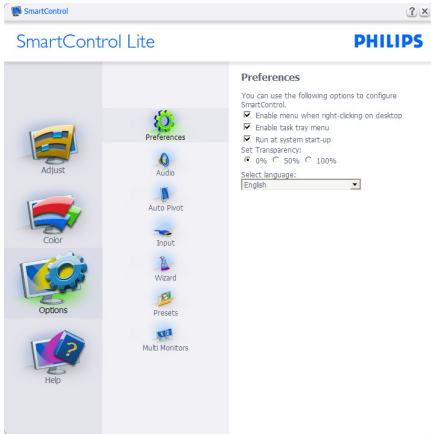 SmartControl
? ×
SmartControl Lite
PHILIPS
Adjust
Color
Options
?
Help
Preferences
Audio
Auto Pivot
Input
Wizard
Presets
Multi Monitors
Preferences
You can use the following options to configure
SmartControl.
Enable menu when right-clicking on desktop
Enable task tray menu
Run at system start-up
Set Transparency:
0% 50% 100%
Select language:
English